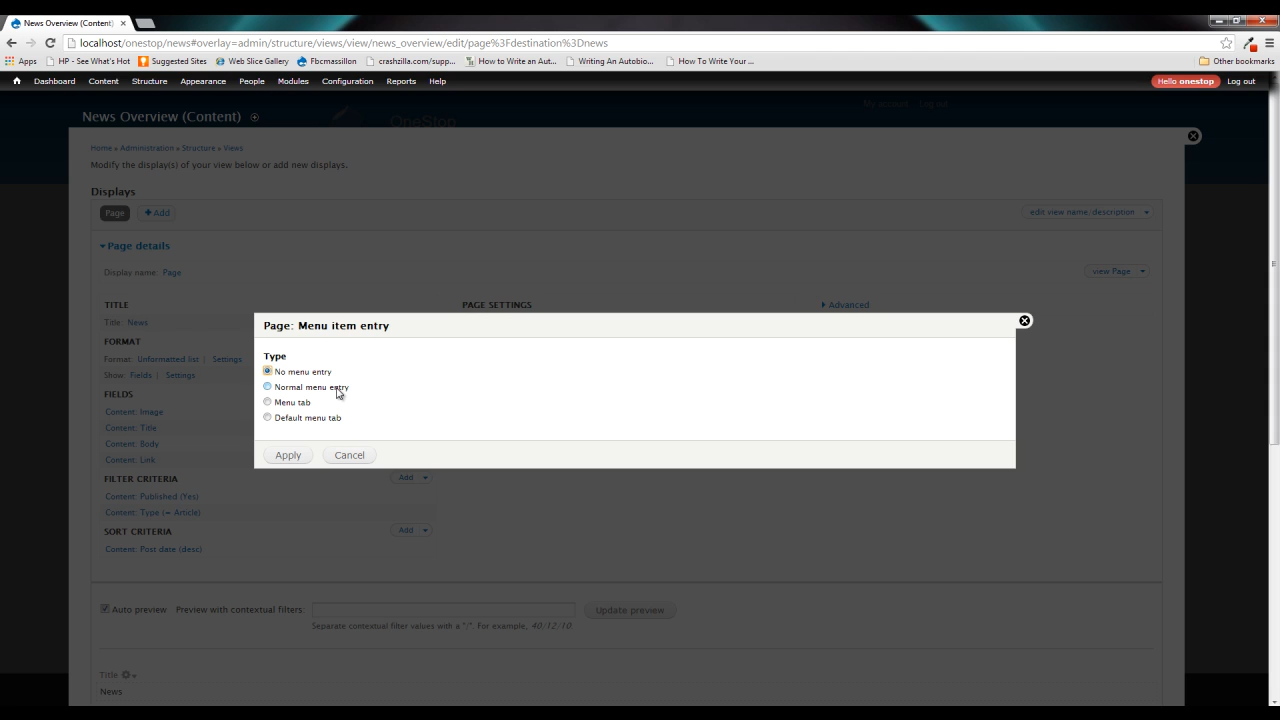 News Overview (Content)
localhost/onestop/news#overlay=admin/structure/views/view/news_overview/edit/page%3Fdestination%3Dnews
Apps HP - See What's Hot Suggested Sites Web Slice Gallery Fbcmassillon crashzilla.com/supp... How to Write an Aut... Writing An Autobio... How To Write Your ... Other bookmarks
Dashboard Content Structure Appearance People Modules Configuration Reports Help Hello onestop Log out
My account Log out
News Overview (Content)
OneStop
Home » Administration » Structure » Views
Modify the display(s) of your view below or add new displays.
Displays
Page + Add edit view name/description
Page details
Display name: Page view Page
TITLE PAGE SETTINGS Advanced
Title: News
FORMAT
Format: Unformatted list | Settings
Show: Fields | Settings
FIELDS
Content: Image
Content: Title
Content: Body
Content: Link
Page: Menu item entry
Type
No menu entry
Normal menu entry
Menu tab
Default menu tab
Apply Cancel
FILTER CRITERIA Add
Content: Published (Yes)
Content: Type (= Article)
SORT CRITERIA Add
Content: Post date (desc)
Auto preview Preview with contextual filters: Update preview
Separate contextual filter values with a "/". For example, 40/12/10.
Title
News